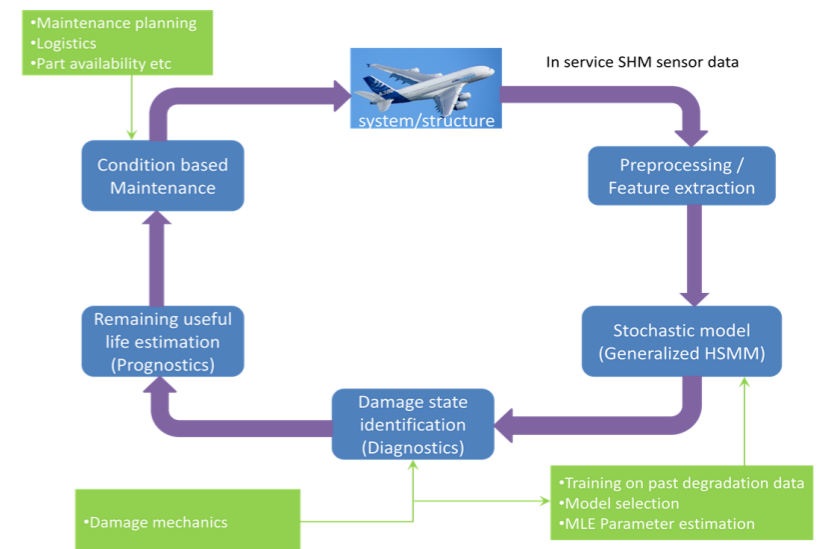 •Maintenance planning
•Logistics
•Part availability etc
In service SHM sensor data
system/structure
Condition based
Maintenance
Preprocessing /
Feature extraction
Remaining useful
life estimation
(Prognostics)
Stochastic model
(Generalized HSMM)
Damage state
identification
(Diagnostics)
•Training on past degradation data
•Model selection
•MLE Parameter estimation
•Damage mechanics